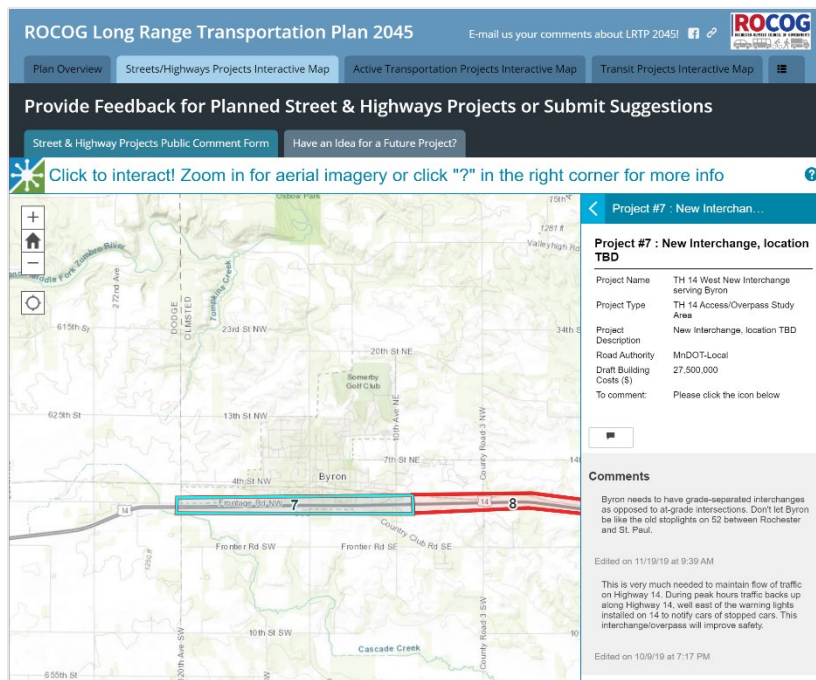 ROCOG Long Range Transportation Plan 2045
E-mail us your comments about LRTP 2045!
ROCOG
Plan Overview
Streets/Highways Projects Interactive Map
Active Transportation Projects Interactive Map
Transit Projects Interactive Map
Provide Feedback for Planned Street & Highways Projects or Submit Suggestions
Street & Highway Projects Public Comment Form
Have an Idea for a Future Project?
Click to interact! Zoom in for aerial imagery or click "?" in the right corner for more info
?
+
−
Oxbow Park
15th
1281 ft
Valleyhigh Rd
Middle Fork Zumbro River
272nd Ave
Tompkins Creek
DODGE
OLMSTED
615th St
23rd St NW
34th S
20th St NE
Somerby
Golf Club
10th Ave NE
County Road 3 NW
625th St
13th St NW
7th St NE
14
4th St NW
Byron
Frontage Rd NW
7
14
8
14
Country Club Rd SE
Frontier Rd SW
Frontier Rd SE
1250 ft
10th St SW
County Road 3 SW
10
Cascade Creek
655th St
120th Ave SW
Project #7 : New Interchan...
Project #7 : New Interchange, location
TBD
Project Name TH 14 West New Interchange
serving Byron
Project Type TH 14 Access/Overpass Study
Area
Project New Interchange, location TBD
Description
Road Authority MnDOT-Local
Draft Building 27,500,000
Costs ($)
To comment: Please click the icon below
Comments
Byron needs to have grade-separated interchanges
as opposed to at-grade intersections. Don't let Byron
be like the old stoplights on 52 between Rochester
and St. Paul.
Edited on 11/19/19 at 9:39 AM
This is very much needed to maintain flow of traffic
on Highway 14. During peak hours traffic backs up
along Highway 14, well east of the warning lights
installed on 14 to notify cars of stopped cars. This
interchange/overpass will improve safety.
Edited on 10/9/19 at 7:17 PM